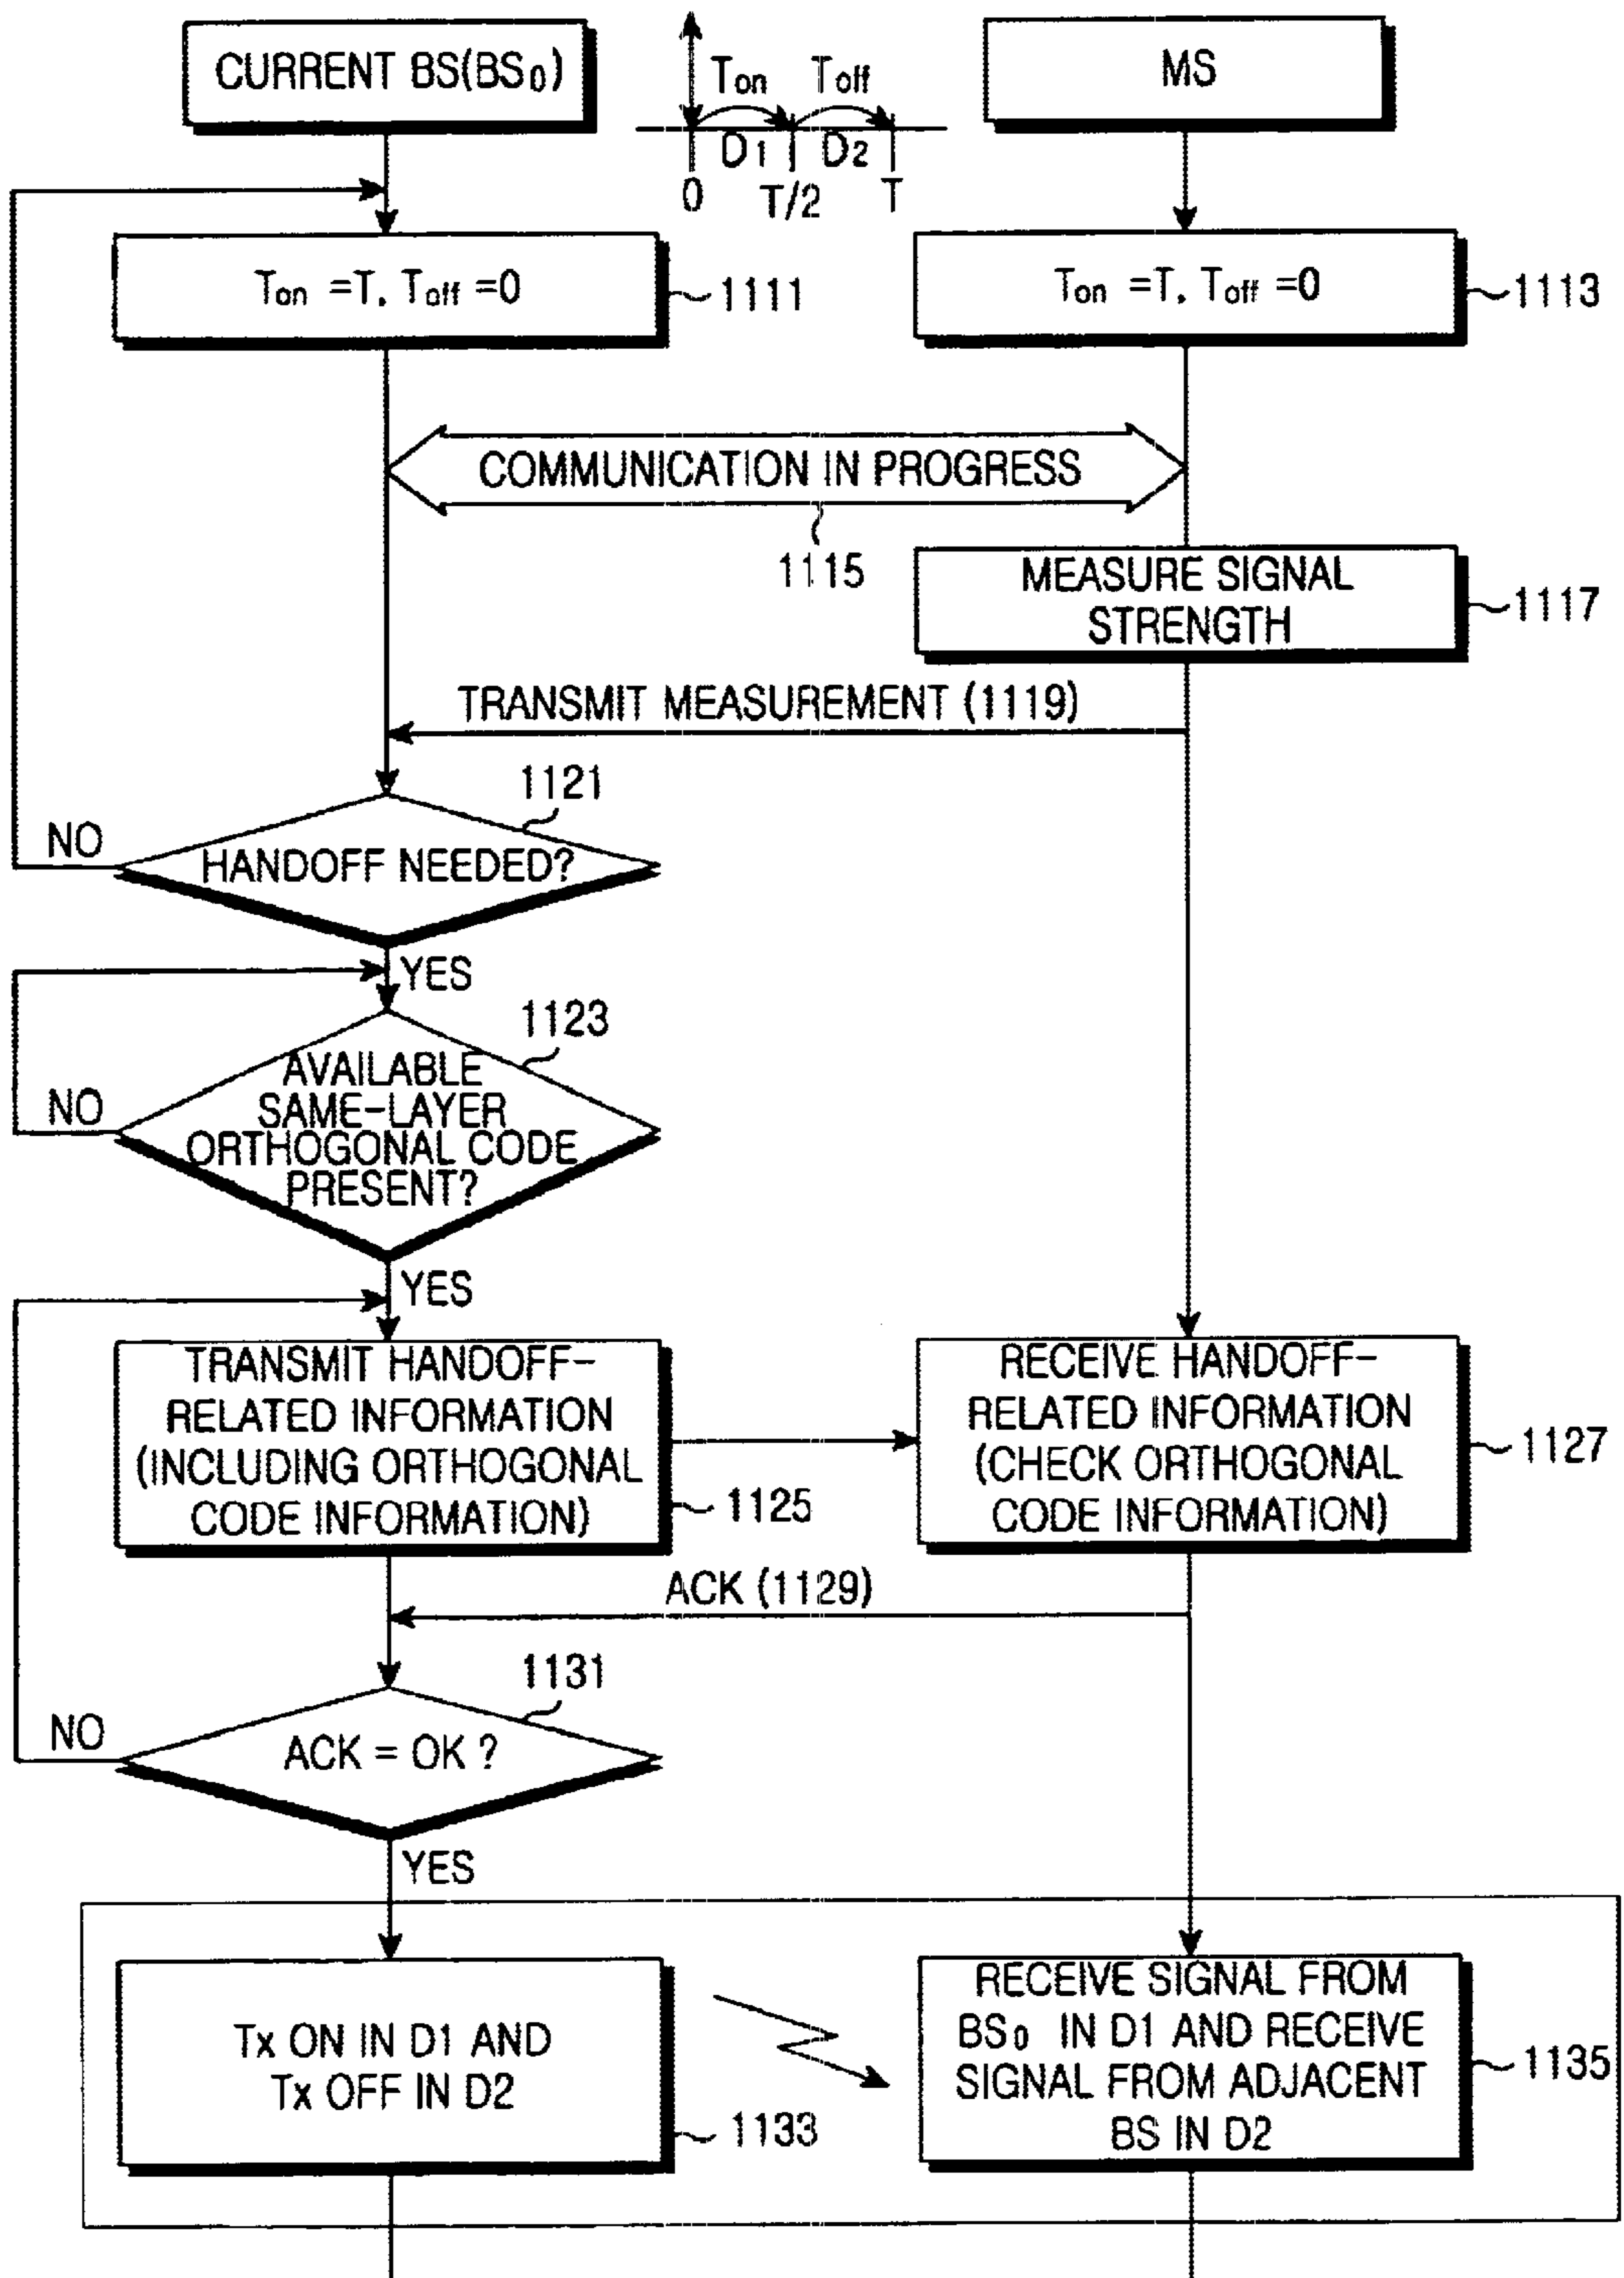 CURRENT BS(BS0)
Ton Toff
D1 D2
0 T/2 T
MS
Ton =T, Toff =0
1111
Ton =T, Toff =0
1113
COMMUNICATION IN PROGRESS
1115
MEASURE SIGNAL
STRENGTH
1117
TRANSMIT MEASUREMENT (1119)
1121
NO
HANDOFF NEEDED?
YES
1123
NO
AVAILABLE
SAME-LAYER
ORTHOGONAL CODE
PRESENT?
YES
TRANSMIT HANDOFF-
RELATED INFORMATION
(INCLUDING ORTHOGONAL
CODE INFORMATION)
1125
RECEIVE HANDOFF-
RELATED INFORMATION
(CHECK ORTHOGONAL
CODE INFORMATION)
1127
ACK (1129)
1131
NO
ACK = OK ?
YES
Tx ON IN D1 AND
Tx OFF IN D2
1133
RECEIVE SIGNAL FROM
BS0 IN D1 AND RECEIVE
SIGNAL FROM ADJACENT
BS IN D2
1135